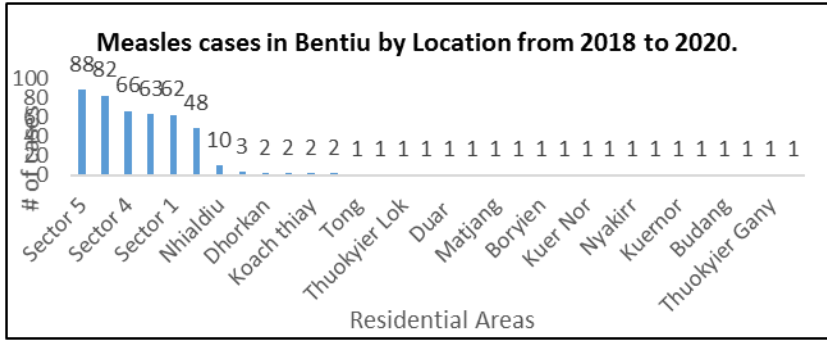 Measles cases in Bentiu by Location from 2018 to 2020.
88 82 66 63 62 48 10 3 2 2 2 2 1 1 1 1 1 1 1 1 1 1 1 1 1 1 1 1 1 1 1 1
100
80
60
40
20
0
# of cases
Sector 5
Sector 4
Sector 1
Nhialdiu
Dhorkan
Koach thiay
Tong
Thuokyier Lok
Duar
Matjang
Boryien
Kuer Nor
Nyakirr
Kuernor
Budang
Thuokyier Gany
Residential Areas